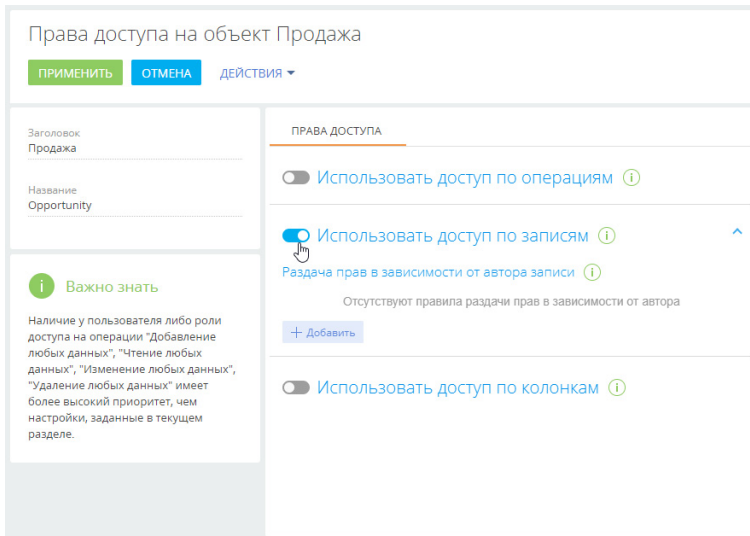 Права доступа на объект Продажа
ПРИМЕНИТЬ
ОТМЕНА
ДЕЙСТВИЯ
Заголовок
Продажа
Название
Opportunity
i
Важно знать
Наличие у пользователя либо роли
доступа на операции "Добавление
любых данных", "Чтение любых
данных", "Изменение любых данных",
"Удаление любых данных" имеет
более высокий приоритет, чем
настройки, заданные в текущем
разделе.
ПРАВА ДОСТУПА
Использовать доступ по операциям i
Использовать доступ по записям i
Раздача прав в зависимости от автора записи i
Отсутствуют правила раздачи прав в зависимости от автора
+ Добавить
Использовать доступ по колонкам i